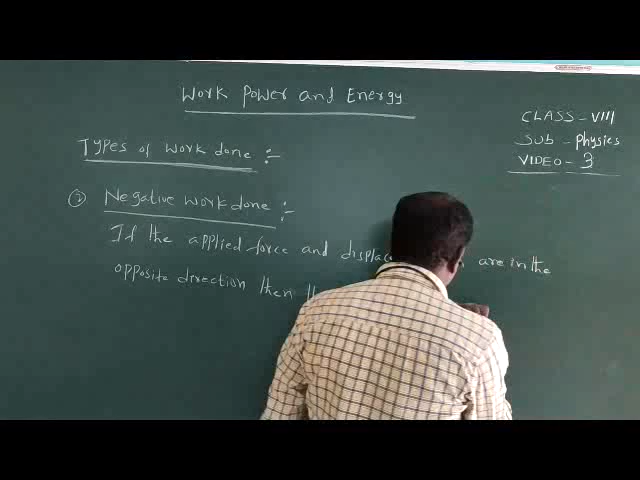 Work Power and Energy
CLASS - VIII
SUB - Physics
VIDEO - 3
Types of work done :-
② Negative work done :-
If the applied force and are in the
opposite direction then